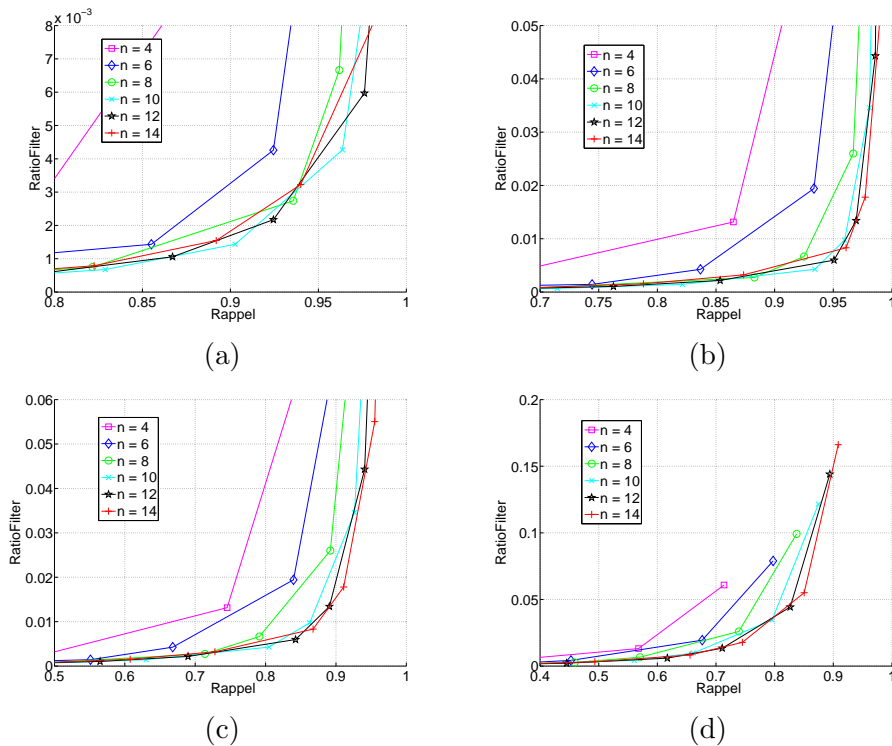 x 10⁻³
8
7
6
5
4
3
2
1
0
RatioFilter
n = 4
n = 6
n = 8
n = 10
n = 12
n = 14
0.8 0.85 0.9 0.95 1
Rappel
(a)
0.05
0.04
0.03
0.02
0.01
0
RatioFilter
n = 4
n = 6
n = 8
n = 10
n = 12
n = 14
0.7 0.75 0.8 0.85 0.9 0.95 1
Rappel
(b)
0.06
0.05
0.04
0.03
0.02
0.01
0
RatioFilter
n = 4
n = 6
n = 8
n = 10
n = 12
n = 14
0.5 0.6 0.7 0.8 0.9 1
Rappel
(c)
0.2
0.15
0.1
0.05
0
RatioFilter
n = 4
n = 6
n = 8
n = 10
n = 12
n = 14
0.4 0.5 0.6 0.7 0.8 0.9 1
Rappel
(d)